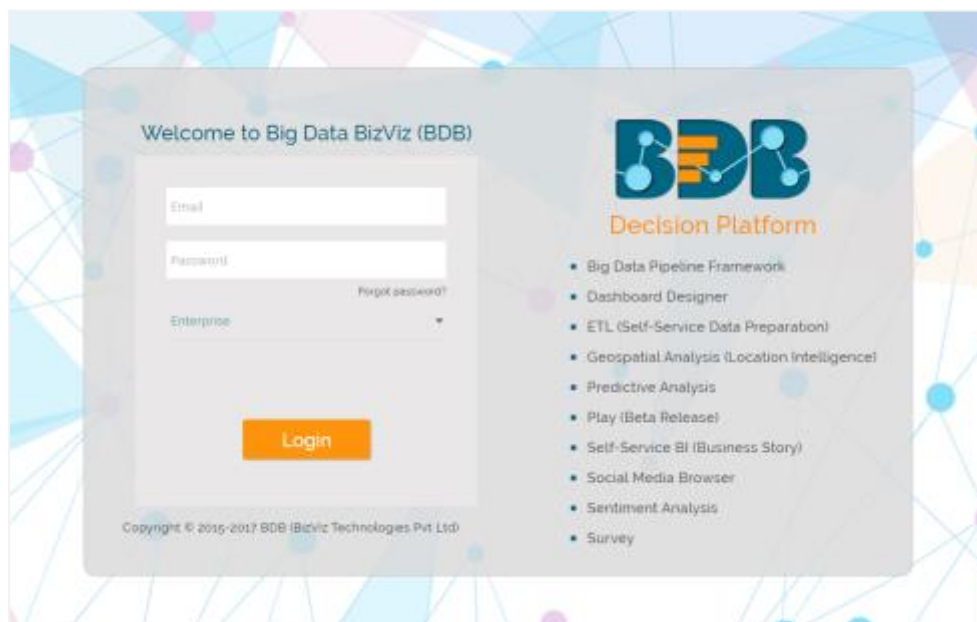 Welcome to Big Data BizViz (BDB)
Email
Password
Forgot password?
Enterprise
Login
Copyright © 2015-2017 BDB (BizViz Technologies Pvt Ltd)
BDB
Decision Platform
Big Data Pipeline Framework
Dashboard Designer
ETL (Self-Service Data Preparation)
Geospatial Analysis (Location Intelligence)
Predictive Analysis
Play (Beta Release)
Self-Service BI (Business Story)
Social Media Browser
Sentiment Analysis
Survey